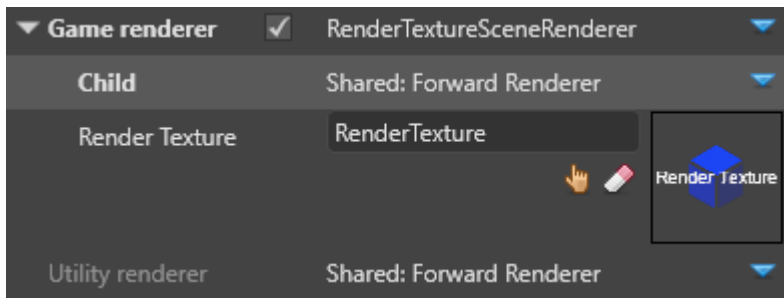 Game renderer RenderTextureSceneRenderer
Child Shared: Forward Renderer
Render Texture RenderTexture
Render Texture
Utility renderer Shared: Forward Renderer